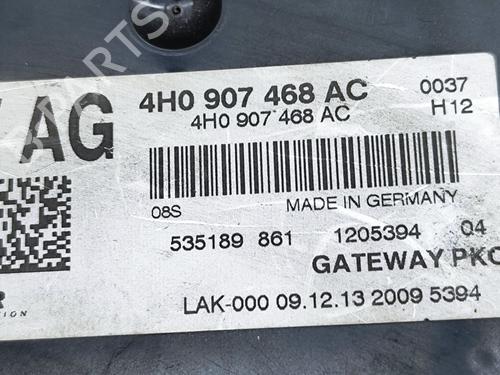 AG
4H0 907 468 AC 0037
4H0 907 468 AC H12
08S MADE IN GERMANY
535189 861 1205394 04
GATEWAY PKO
LAK-000 09.12.13 2009 5394